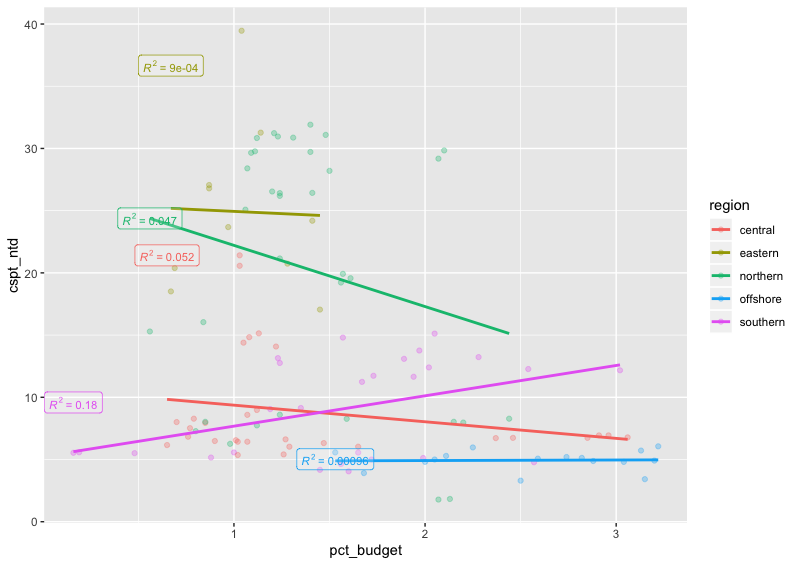 40
R² = 9e-04
30
R² = 0.047
R² = 0.052
20
cspt_ntd
10
R² = 0.18
R² = 0.00096
0
1
2
3
pct_budget
region
central
eastern
northern
offshore
southern